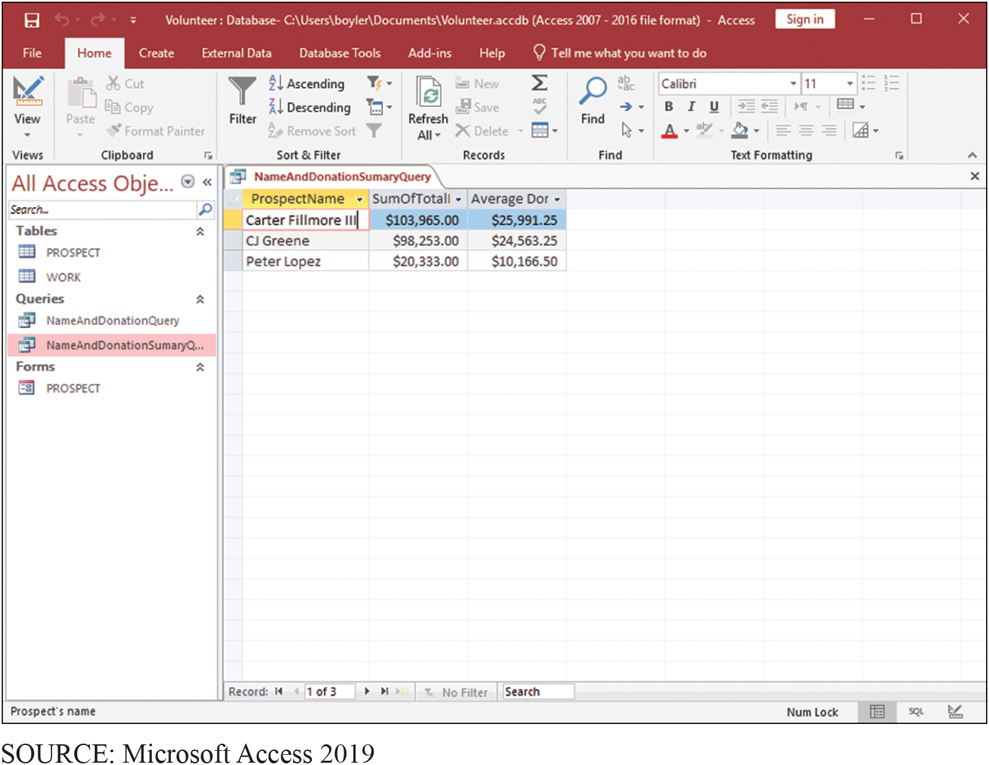 Volunteer : Database- C:\Users\boyler\Documents\Volunteer.accdb (Access 2007 - 2016 file format) - Access Sign in
File Home Create External Data Database Tools Add-ins Help Tell me what you want to do
View
Views
Paste
Cut
Copy
Format Painter
Clipboard
Filter
Ascending
Descending
Remove Sort
Sort & Filter
Refresh
All
New
Save
Delete
Records
Find
Find
Calibri 11
B I U
A
Text Formatting
All Access Obje...
Search...
Tables
PROSPECT
WORK
Queries
NameAndDonationQuery
NameAndDonationSumaryQ...
Forms
PROSPECT
NameAndDonationSumaryQuery
ProspectName SumOfTotalI Average Dor
Carter Fillmore III $103,965.00 $25,991.25
CJ Greene $98,253.00 $24,563.25
Peter Lopez $20,333.00 $10,166.50
Record: 1 of 3 No Filter Search
Prospect's name Num Lock SQL
SOURCE: Microsoft Access 2019